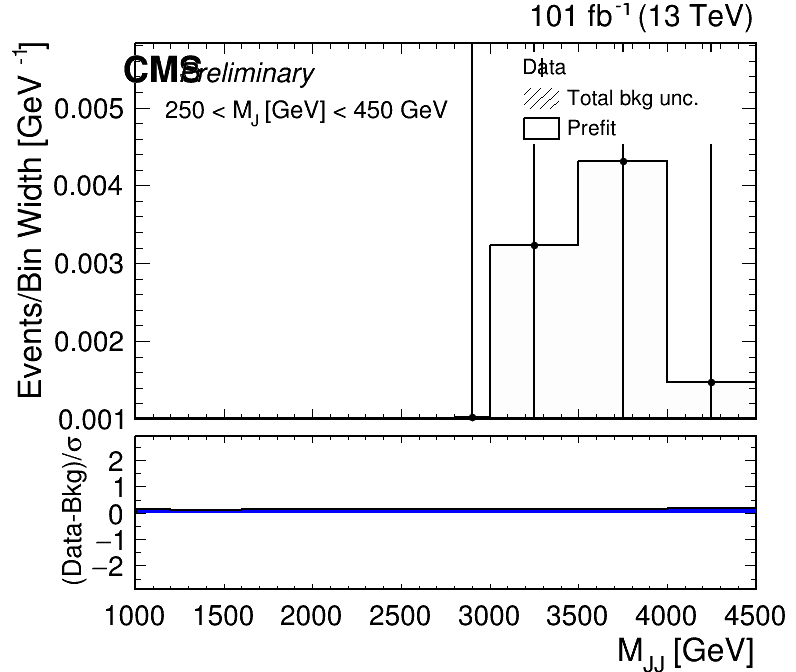 101 fb⁻¹ (13 TeV)
CMS Preliminary
250 < M_J [GeV] < 450 GeV
Data
Total bkg unc.
Prefit
Events/Bin Width [GeV⁻¹]
0.005
0.004
0.003
0.002
0.001
(Data-Bkg)/σ
2
1
0
−1
−2
1000 1500 2000 2500 3000 3500 4000 4500
M_JJ [GeV]